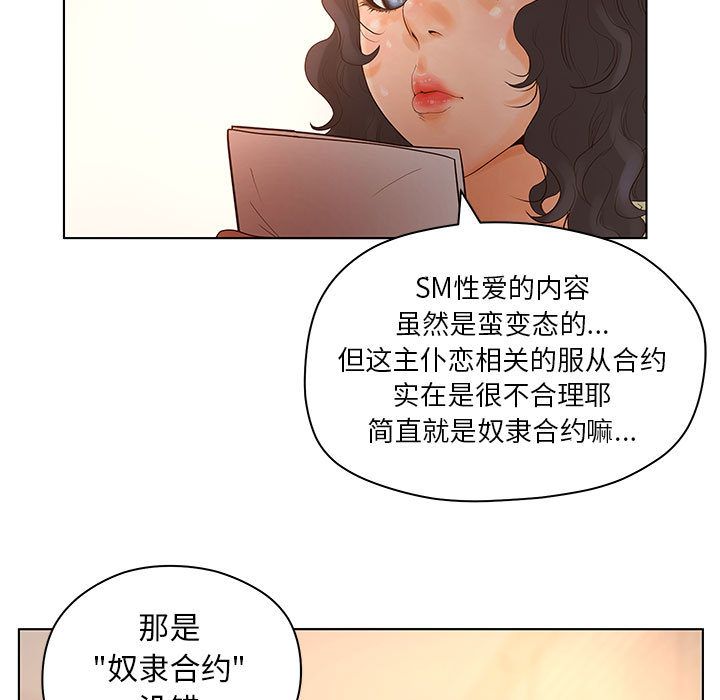 SM性爱的内容
虽然是蛮变态的...
但这主仆恋相关的服从合约
实在是很不合理耶
简直就是奴隶合约嘛...
那是
"奴隶合约"
没错